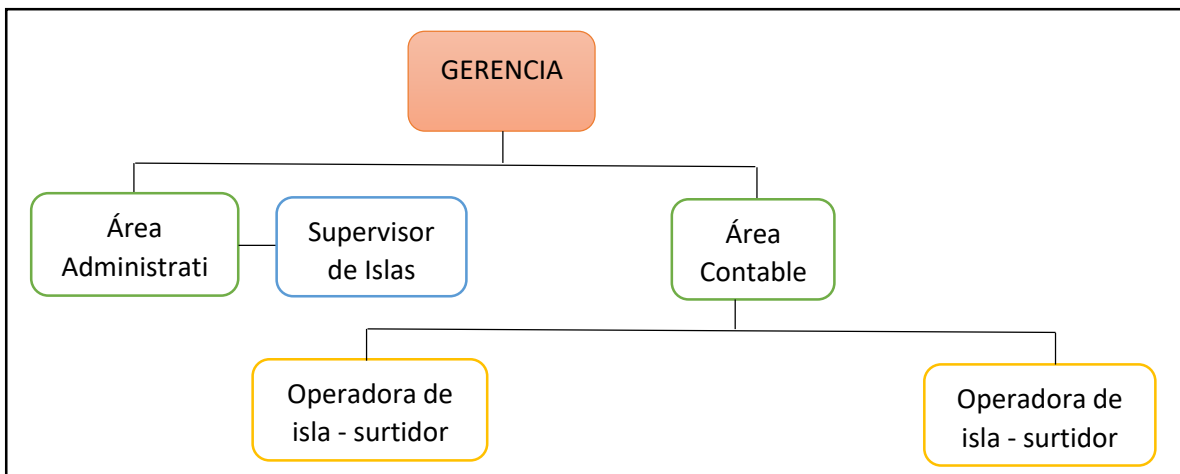 GERENCIA
Área
Administrati
Supervisor
de Islas
Área
Contable
Operadora de
isla - surtidor
Operadora de
isla - surtidor